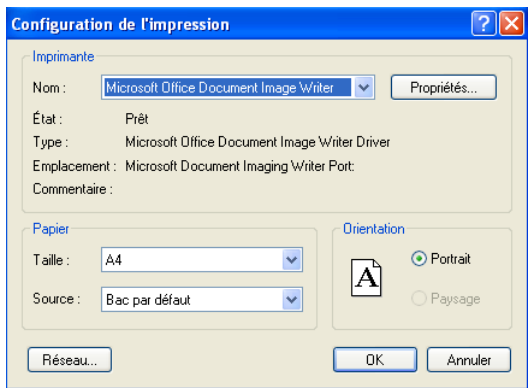 Configuration de l'impression
Imprimante
Nom : Microsoft Office Document Image Writer Propriétés...
État : Prêt
Type : Microsoft Office Document Image Writer Driver
Emplacement : Microsoft Document Imaging Writer Port:
Commentaire :
Papier
Taille : A4
Source : Bac par défaut
Orientation
A
Portrait
Paysage
Réseau... OK Annuler